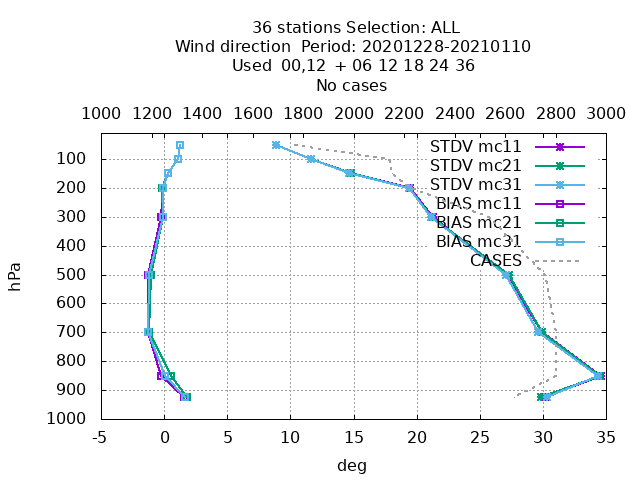 36 stations Selection: ALL
Wind direction  Period: 20201228-20210110
Used  00,12  + 06 12 18 24 36
No cases
1000 1200 1400 1600 1800 2000 2200 2400 2600 2800 3000
STDV mc11
STDV mc21
STDV mc31
BIAS mc11
BIAS mc21
BIAS mc31
CASES
100
200
300
400
500
600
700
800
900
1000
hPa
-5 0 5 10 15 20 25 30 35
deg